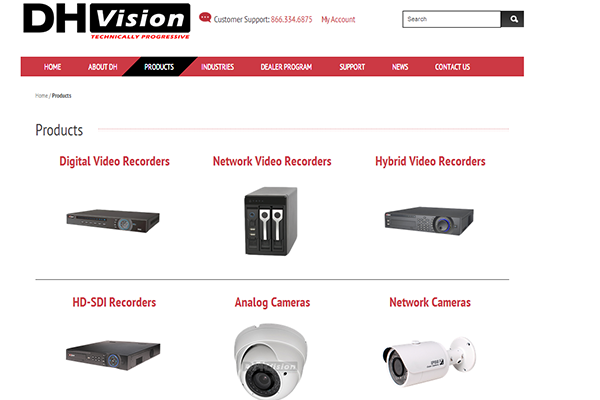 DH Vision
TECHNICALLY PROGRESSIVE
Customer Support: 866.334.6875 My Account
Search
HOME ABOUT DH PRODUCTS INDUSTRIES DEALER PROGRAM SUPPORT NEWS CONTACT US
Home / Products
Products
Digital Video Recorders Network Video Recorders Hybrid Video Recorders
HD-SDI Recorders Analog Cameras Network Cameras
DH Vision